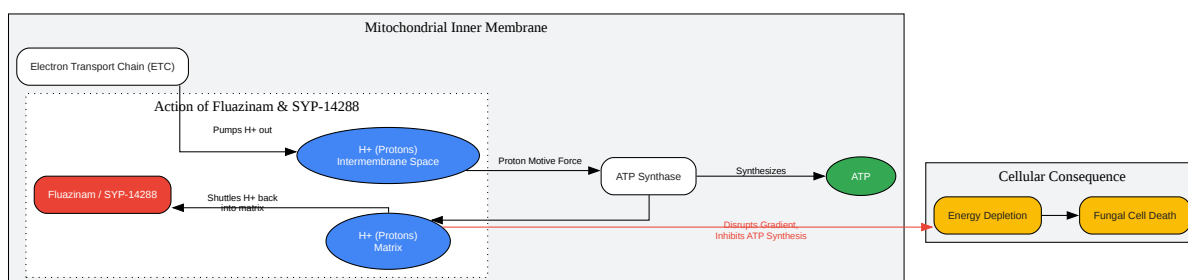 Mitochondrial Inner Membrane
Electron Transport Chain (ETC)
Action of Fluazinam & SYP-14288
Pumps H+ out
H+ (Protons)
Intermembrane Space
Proton Motive Force
ATP Synthase
Synthesizes
ATP
Fluazinam / SYP-14288
Shuttles H+ back
into matrix
H+ (Protons)
Matrix
Disrupts Gradient,
Inhibits ATP Synthesis
Cellular Consequence
Energy Depletion
Fungal Cell Death